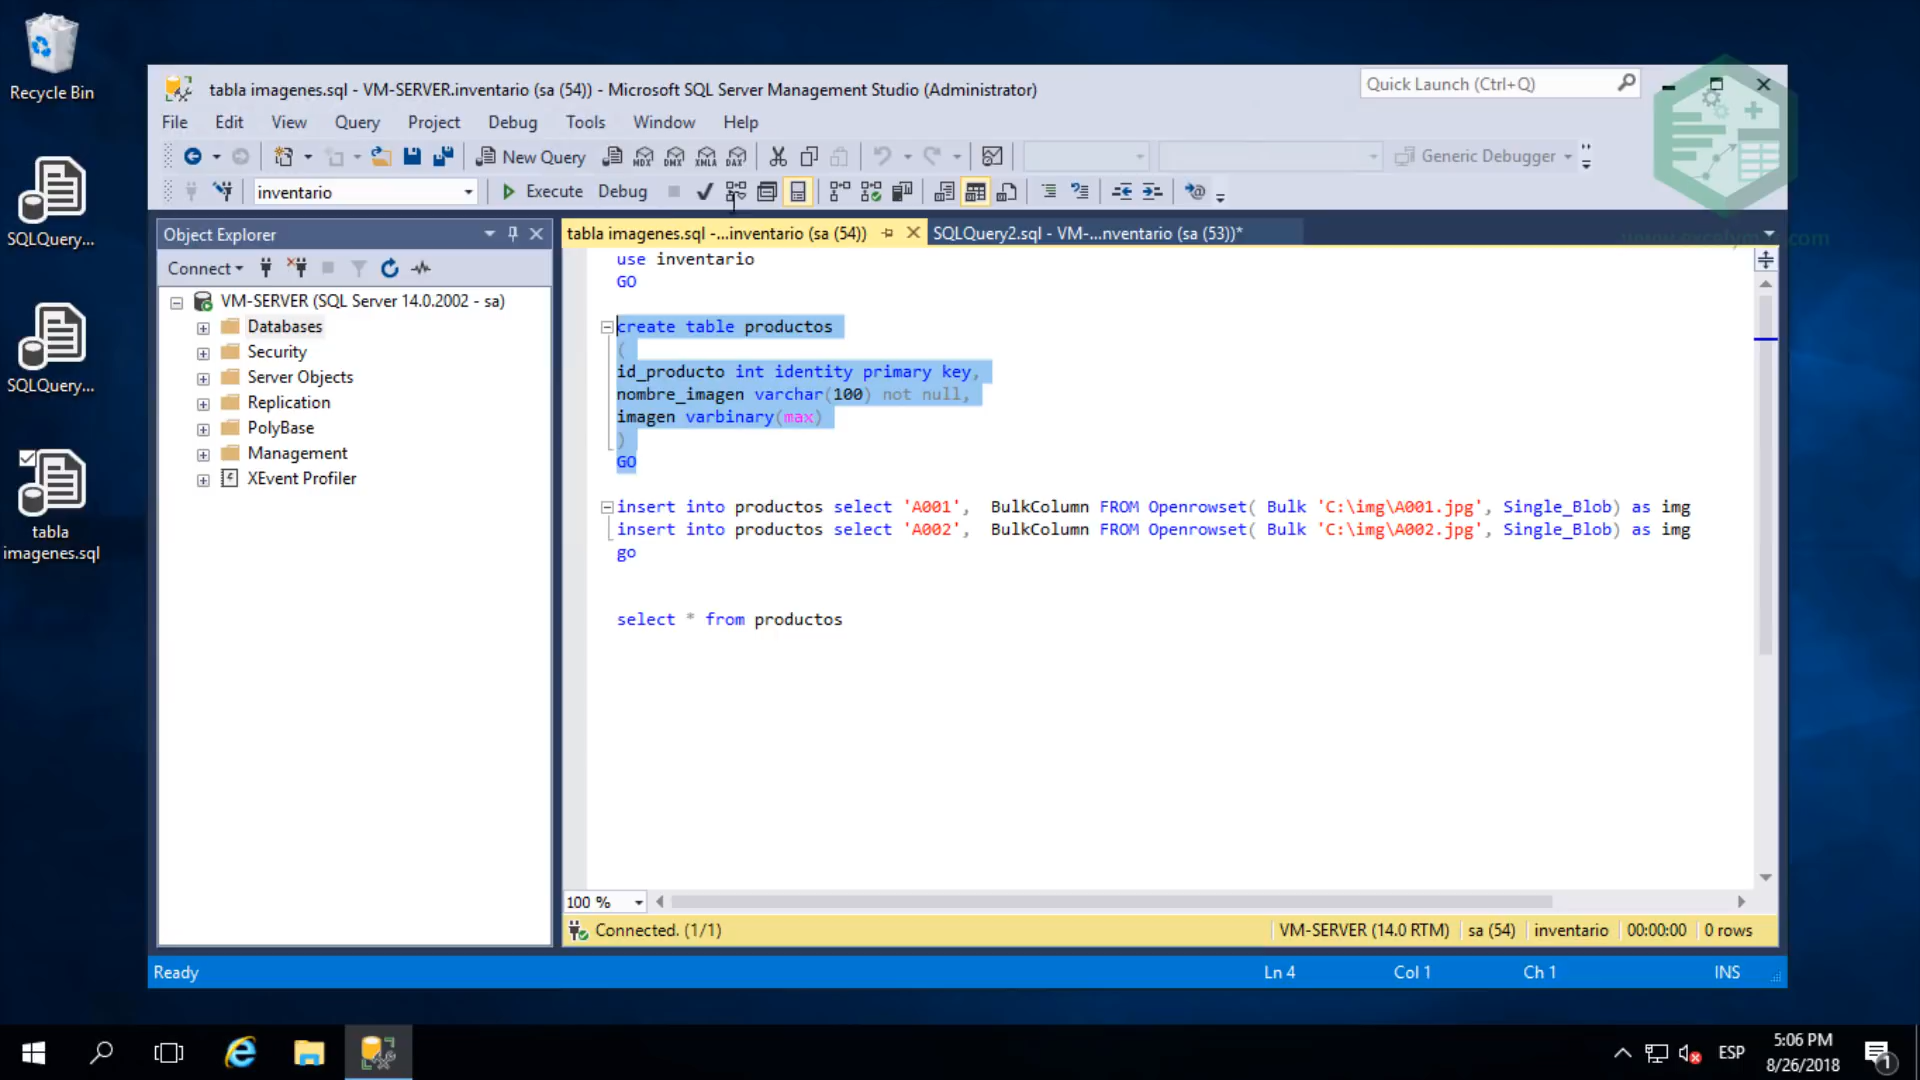 Recycle Bin
SQLQuery...
SQLQuery...
tabla
imagenes.sql
tabla imagenes.sql - VM-SERVER.inventario (sa (54)) - Microsoft SQL Server Management Studio (Administrator)
Quick Launch (Ctrl+Q)
File Edit View Query Project Debug Tools Window Help
New Query MDX DMX XMLA DAX Generic Debugger
inventario Execute Debug
Object Explorer
Connect
VM-SERVER (SQL Server 14.0.2002 - sa)
Databases
Security
Server Objects
Replication
PolyBase
Management
XEvent Profiler
tabla imagenes.sql -...inventario (sa (54)) SQLQuery2.sql - VM-...nventario (sa (53))*
www.excelymas.com
use inventario
GO
create table productos
(
id_producto int identity primary key,
nombre_imagen varchar(100) not null,
imagen varbinary(max)
)
GO
insert into productos select 'A001', BulkColumn FROM Openrowset( Bulk 'C:\img\A001.jpg', Single_Blob) as img
insert into productos select 'A002', BulkColumn FROM Openrowset( Bulk 'C:\img\A002.jpg', Single_Blob) as img
go
select * from productos
100 %
Connected. (1/1) VM-SERVER (14.0 RTM) sa (54) inventario 00:00:00 0 rows
Ready Ln 4 Col 1 Ch 1 INS
ESP
5:06 PM
8/26/2018
1